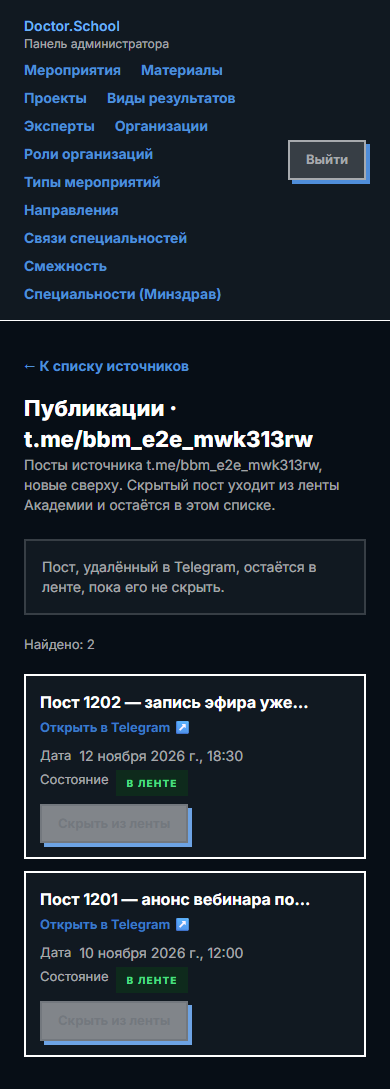 Doctor.School
Панель администратора
Мероприятия Материалы
Проекты Виды результатов
Эксперты Организации
Роли организаций
Выйти
Типы мероприятий
Направления
Связи специальностей
Смежность
Специальности (Минздрав)
← К списку источников
Публикации ·
t.me/bbm_e2e_mwk313rw
Посты источника t.me/bbm_e2e_mwk313rw,
новые сверху. Скрытый пост уходит из ленты
Академии и остаётся в этом списке.
Пост, удалённый в Telegram, остаётся в
ленте, пока его не скрыть.
Найдено: 2
Пост 1202 — запись эфира уже...
Открыть в Telegram ↗
Дата 12 ноября 2026 г., 18:30
Состояние В ЛЕНТЕ
Скрыть из ленты
Пост 1201 — анонс вебинара по...
Открыть в Telegram ↗
Дата 10 ноября 2026 г., 12:00
Состояние В ЛЕНТЕ
Скрыть из ленты